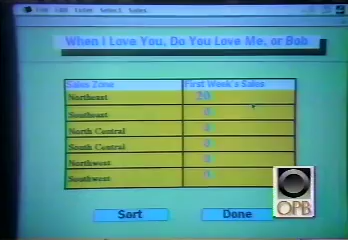 When I Love You, Do You Love Me, or Bob
Sales Zone First Week's Sales
Northeast 20
Southeast 0
North Central 0
South Central 0
Northwest 0
Southwest 0
Sort Done
OPB